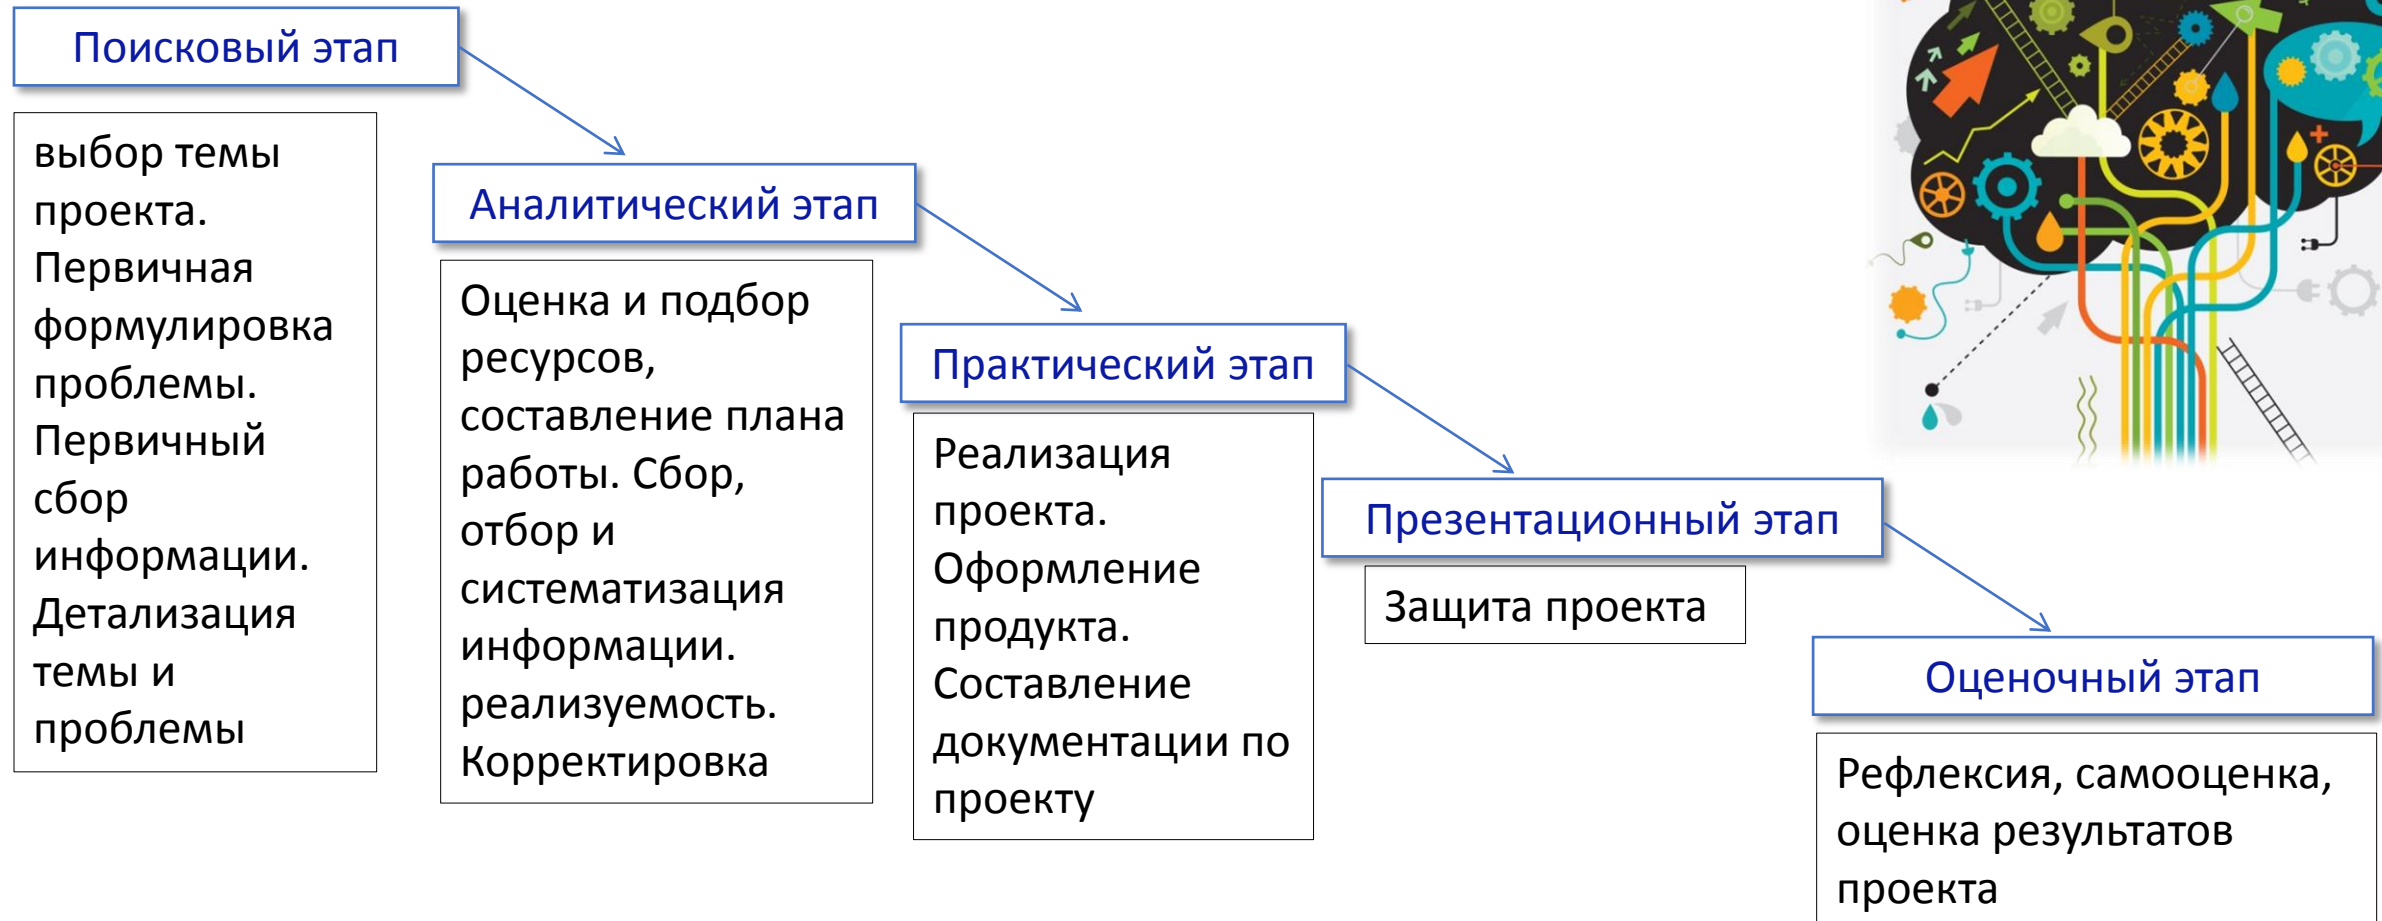 Поисковый этап
выбор темы
проекта.
Первичная
формулировка
проблемы.
Первичный
сбор
информации.
Детализация
темы и
проблемы
Аналитический этап
Оценка и подбор
ресурсов,
составление плана
работы. Сбор,
отбор и
систематизация
информации.
реализуемость.
Корректировка
Практический этап
Реализация
проекта.
Оформление
продукта.
Составление
документации по
проекту
Презентационный этап
Защита проекта
Оценочный этап
Рефлексия, самооценка,
оценка результатов
проекта